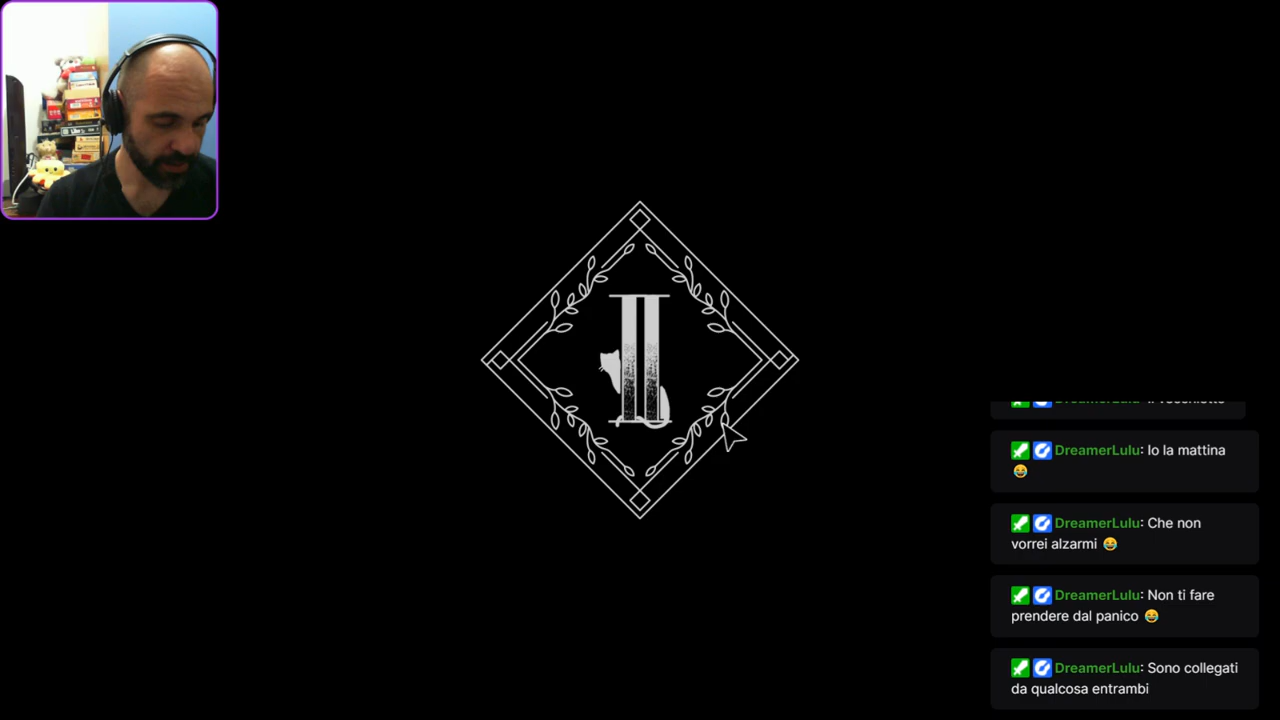 II
DreamerLulu: Io la mattina
😂
DreamerLulu: Che non
vorrei alzarmi 😂
DreamerLulu: Non ti fare
prendere dal panico 😂
DreamerLulu: Sono collegati
da qualcosa entrambi